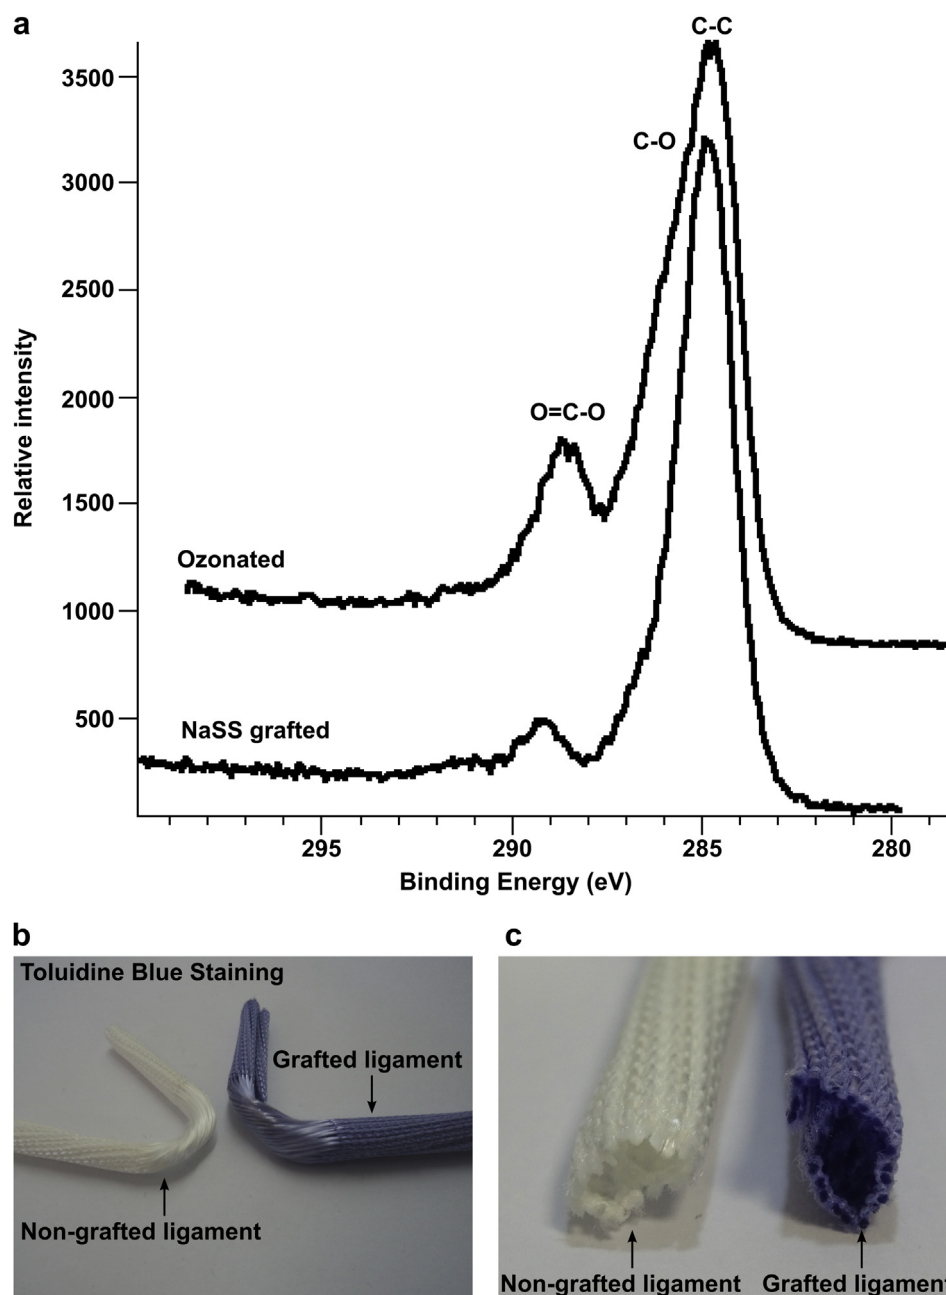 a
C-C
3500
C-O
3000
2500
2000
O=C-O
1500
Ozonated
1000
500
NaSS grafted
Relative intensity
295
290
285
280
Binding Energy (eV)
b
Toluidine Blue Staining
Grafted ligament
Non-grafted ligament
c
Non-grafted ligament
Grafted ligament